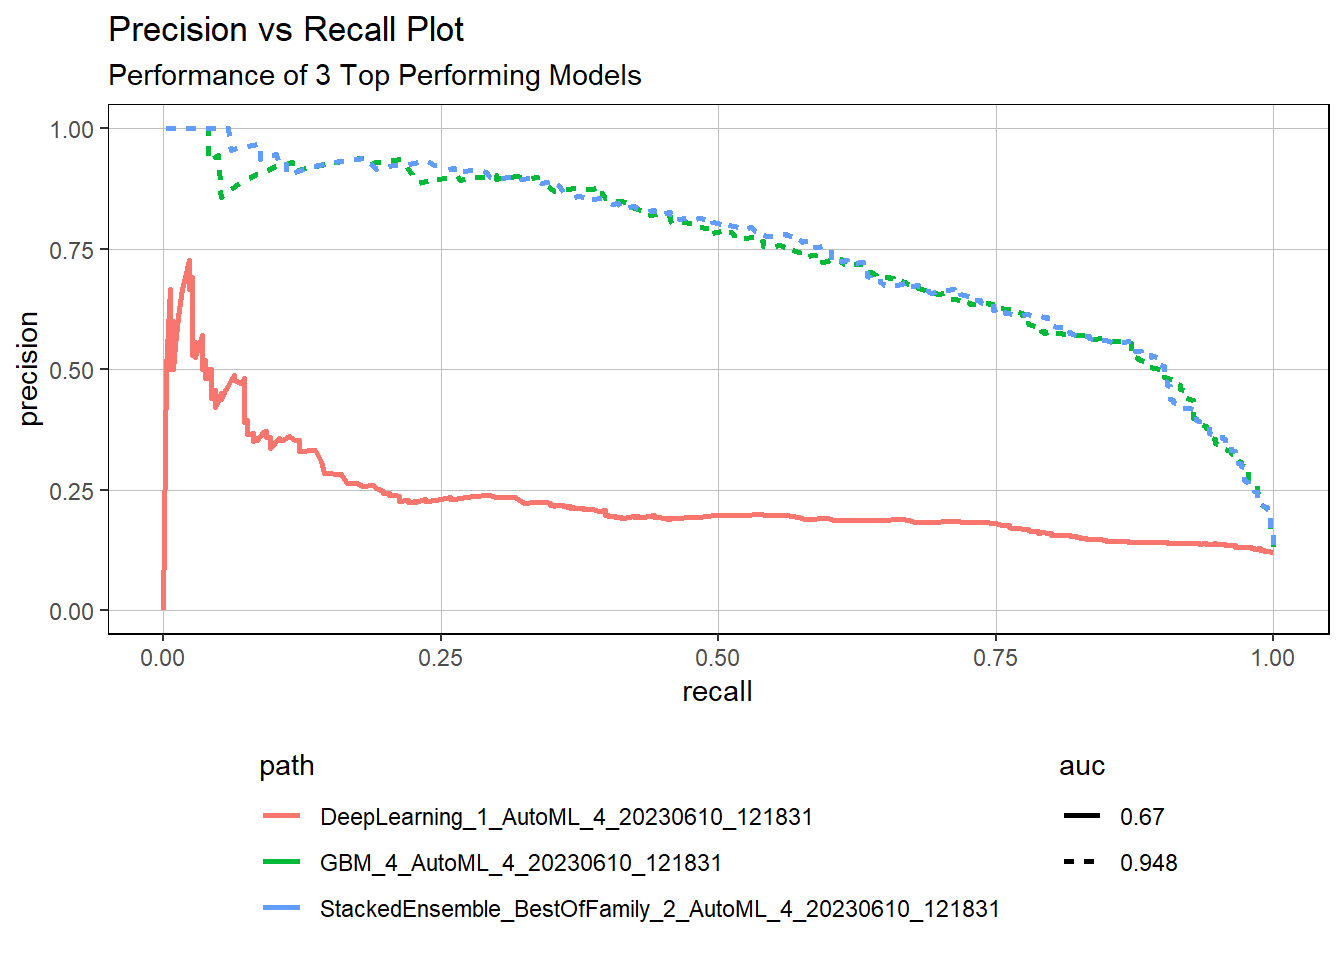 Precision vs Recall Plot
Performance of 3 Top Performing Models
1.00
0.75
0.50
0.25
0.00
precision
0.00 0.25 0.50 0.75 1.00
recall
path
DeepLearning_1_AutoML_4_20230610_121831
GBM_4_AutoML_4_20230610_121831
StackedEnsemble_BestOfFamily_2_AutoML_4_20230610_121831
auc
0.67
0.948